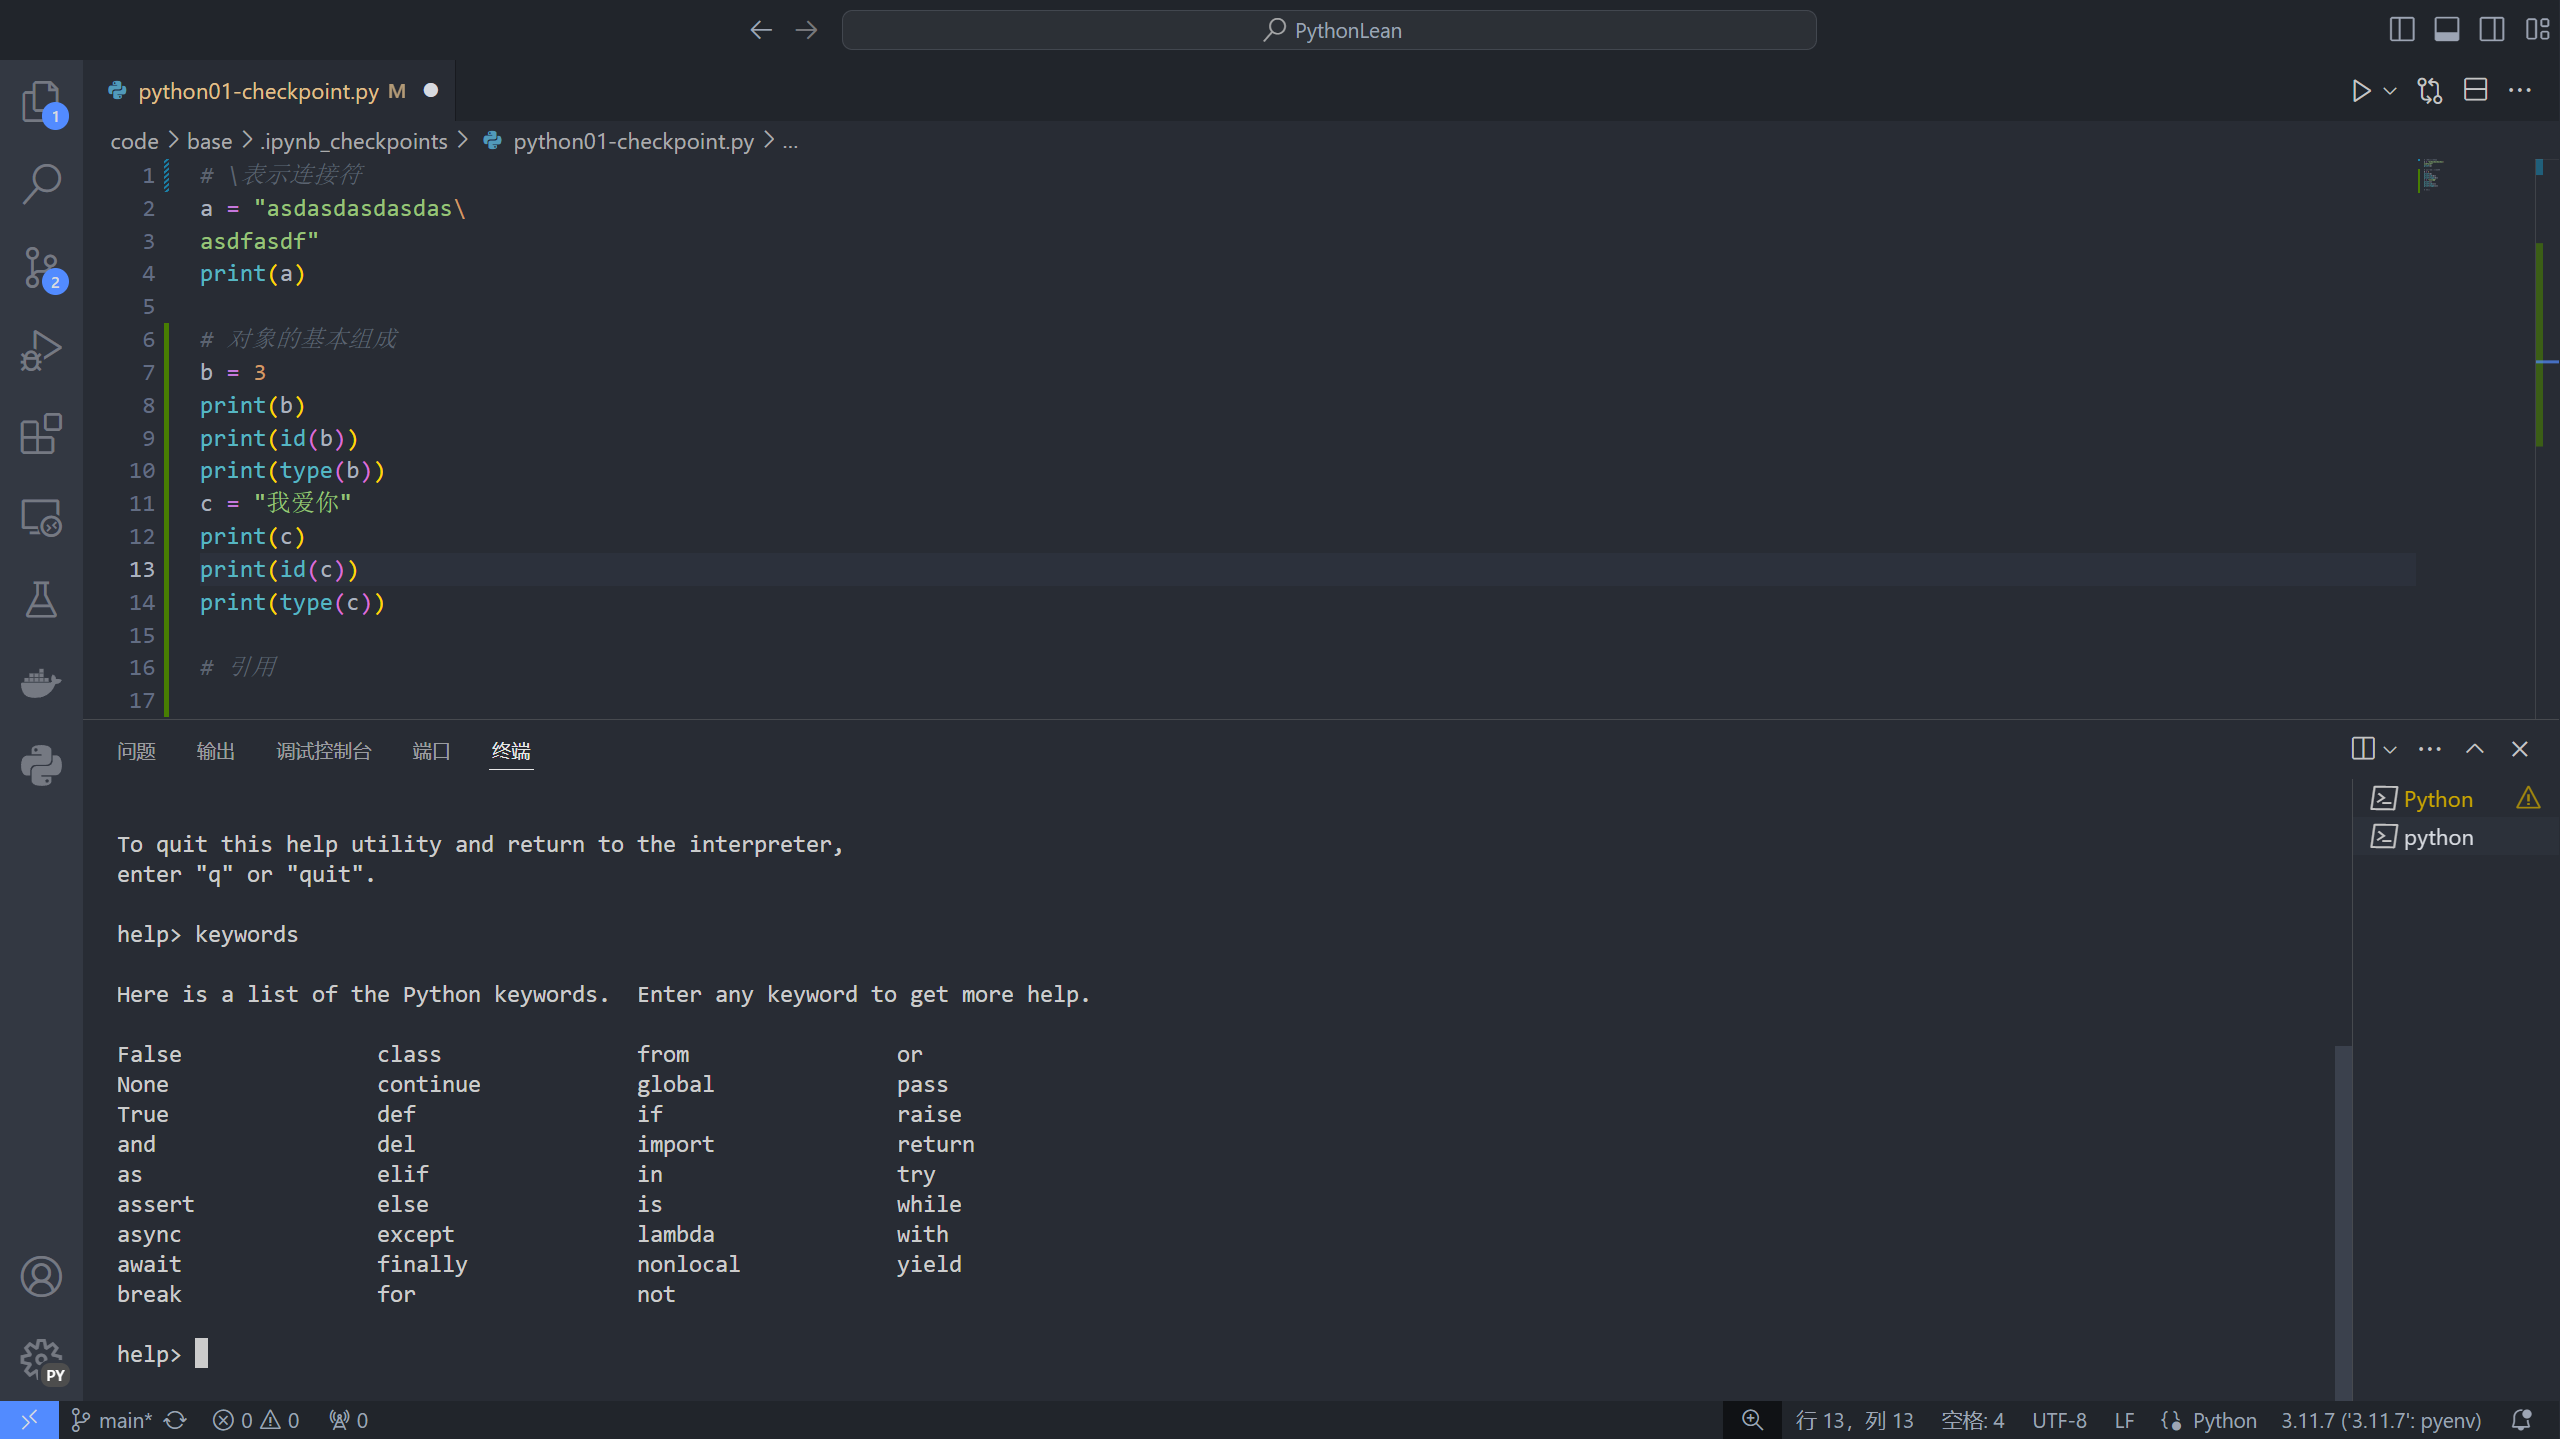 PythonLean
python01-checkpoint.py M
code > base > .ipynb_checkpoints > python01-checkpoint.py > ...
1
2
PY
1 # \表示连接符
2 a = "asdasdasdasdas\
3 asdfasdf"
4 print(a)
5
6 # 对象的基本组成
7 b = 3
8 print(b)
9 print(id(b))
10 print(type(b))
11 c = "我爱你"
12 print(c)
13 print(id(c))
14 print(type(c))
15
16 # 引用
17
问题 输出 调试控制台 端口 终端
Python
python
To quit this help utility and return to the interpreter,
enter "q" or "quit".
help> keywords
Here is a list of the Python keywords.  Enter any keyword to get more help.
False class from or
None continue global pass
True def if raise
and del import return
as elif in try
assert else is while
async except lambda with
await finally nonlocal yield
break for not
help>
main* 0 0 0 行 13，列 13 空格: 4 UTF-8 LF Python 3.11.7 ('3.11.7': pyenv)